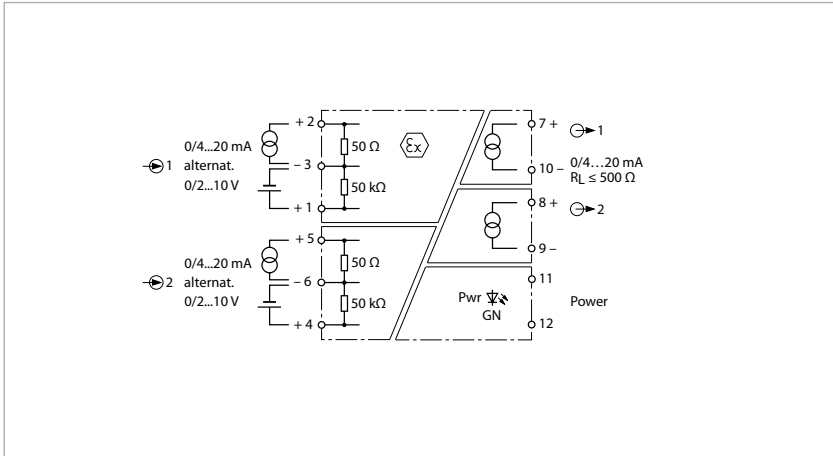 + 2
0/4...20 mA
1 alternat.
0/2...10 V
50 Ω
– 3
50 kΩ
+ 1
εx
7 +
1
10 –
0/4...20 mA
RL ≤ 500 Ω
8 +
2
9 –
+ 5
0/4...20 mA
2 alternat.
0/2...10 V
50 Ω
– 6
50 kΩ
+ 4
11
Pwr
GN
Power
12